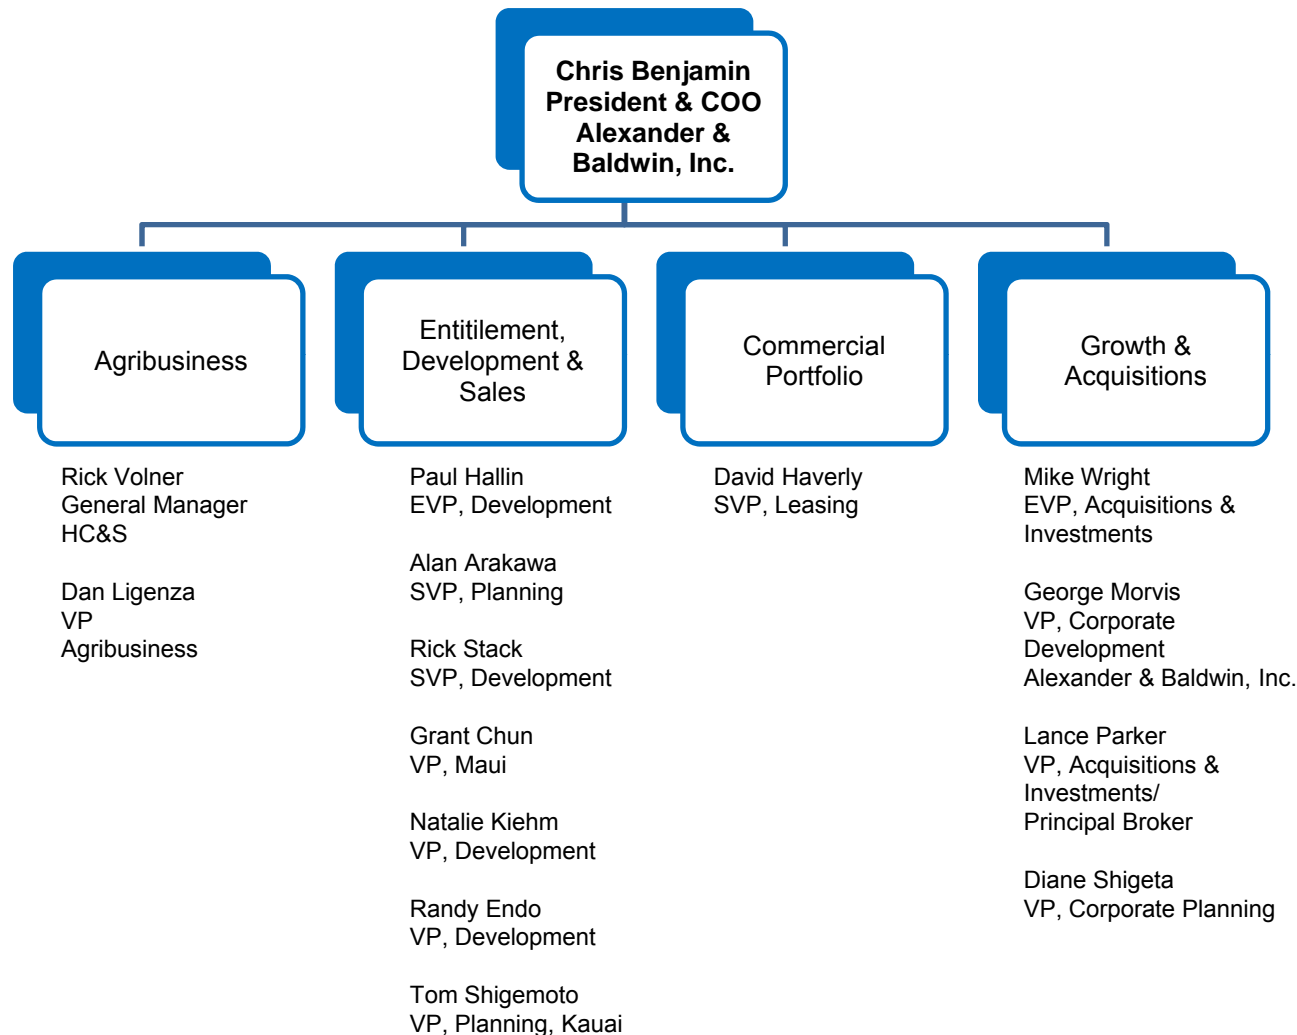 Chris Benjamin
President & COO
Alexander &
Baldwin, Inc.
Agribusiness
Rick Volner
General Manager
HC&S
Dan Ligenza
VP
Agribusiness
Entitilement,
Development &
Sales
Paul Hallin
EVP, Development
Alan Arakawa
SVP, Planning
Rick Stack
SVP, Development
Grant Chun
VP, Maui
Natalie Kiehm
VP, Development
Randy Endo
VP, Development
Tom Shigemoto
VP, Planning, Kauai
Commercial
Portfolio
David Haverly
SVP, Leasing
Growth &
Acquisitions
Mike Wright
EVP, Acquisitions &
Investments
George Morvis
VP, Corporate
Development
Alexander & Baldwin, Inc.
Lance Parker
VP, Acquisitions &
Investments/
Principal Broker
Diane Shigeta
VP, Corporate Planning